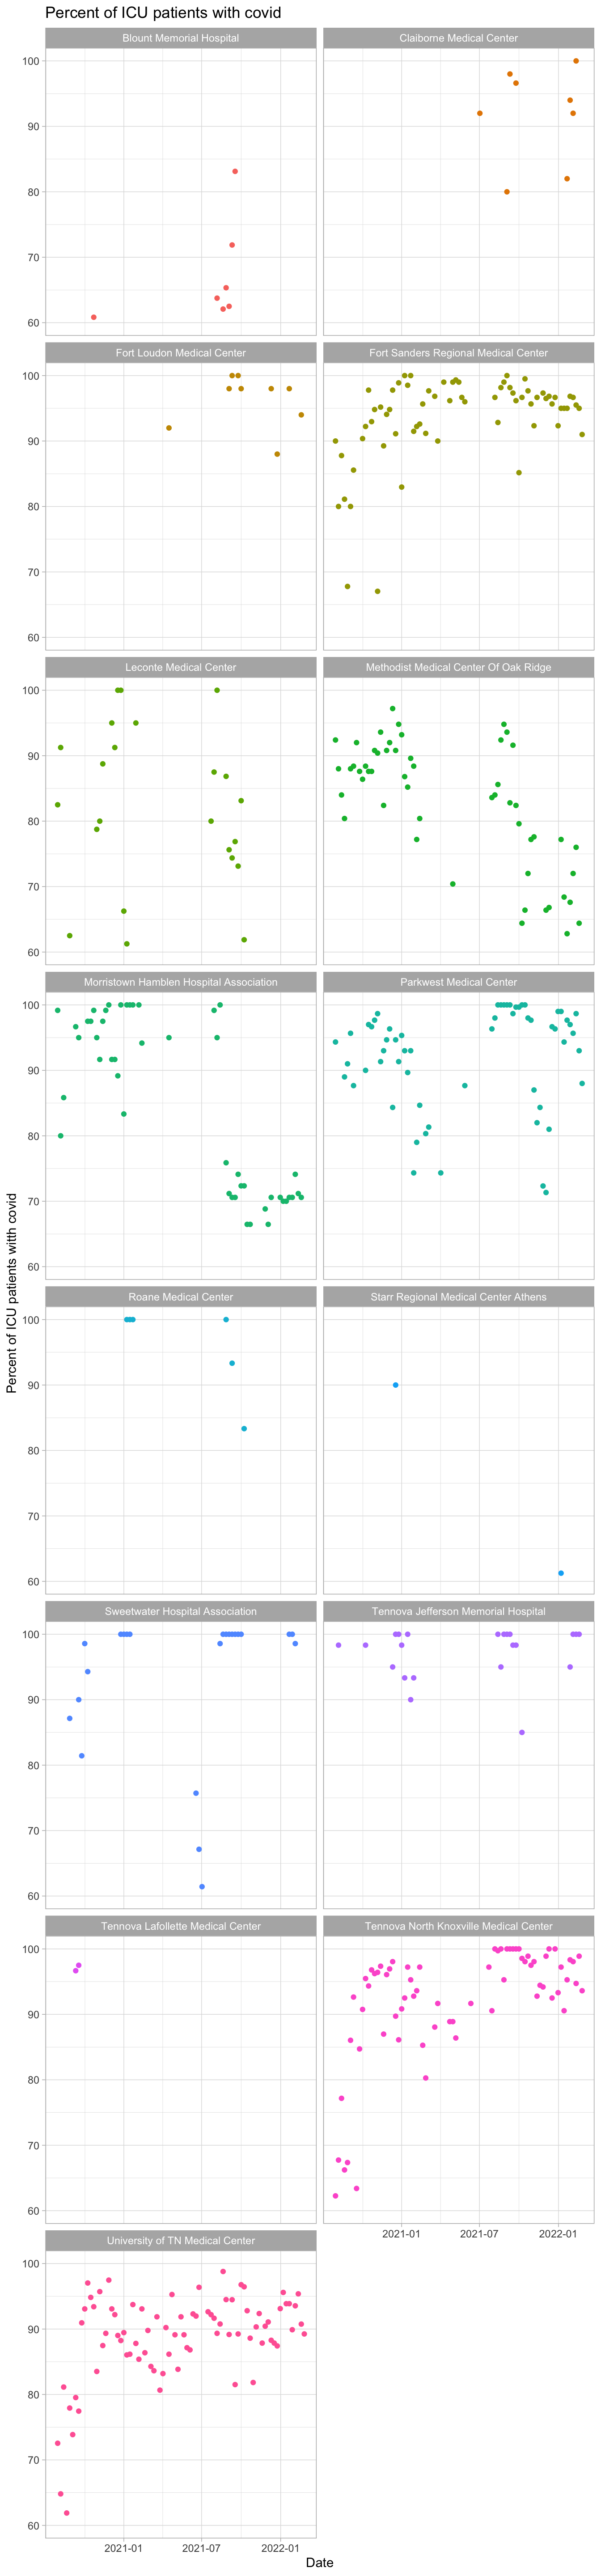 Percent of ICU patients with covid
Blount Memorial Hospital
Claiborne Medical Center
100
90
80
70
60
Fort Loudon Medical Center
Fort Sanders Regional Medical Center
100
90
80
70
60
Leconte Medical Center
Methodist Medical Center Of Oak Ridge
100
90
80
70
60
Morristown Hamblen Hospital Association
Parkwest Medical Center
100
90
80
70
60
Percent of ICU patients witth covid
Roane Medical Center
Starr Regional Medical Center Athens
100
90
80
70
60
Sweetwater Hospital Association
Tennova Jefferson Memorial Hospital
100
90
80
70
60
Tennova Lafollette Medical Center
Tennova North Knoxville Medical Center
100
90
80
70
60
2021-01
2021-07
2022-01
University of TN Medical Center
100
90
80
70
60
2021-01
2021-07
2022-01
Date